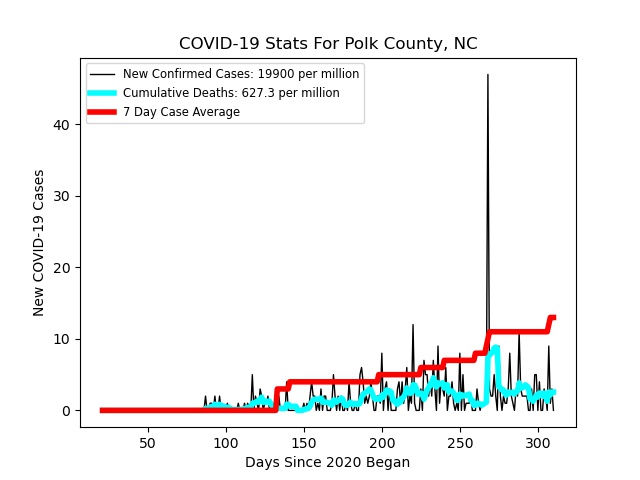 COVID-19 Stats For Polk County, NC
New Confirmed Cases: 19900 per million
Cumulative Deaths: 627.3 per million
7 Day Case Average
New COVID-19 Cases
40
30
20
10
0
50 100 150 200 250 300
Days Since 2020 Began